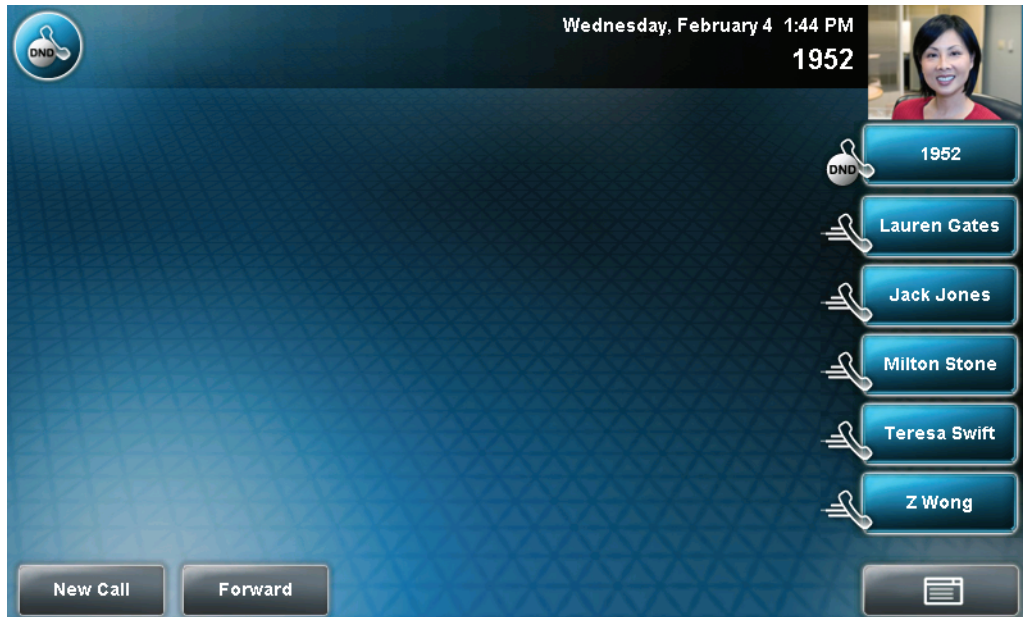 DND
Wednesday, February 4 1:44 PM
1952
DND
1952
Lauren Gates
Jack Jones
Milton Stone
Teresa Swift
Z Wong
New Call
Forward